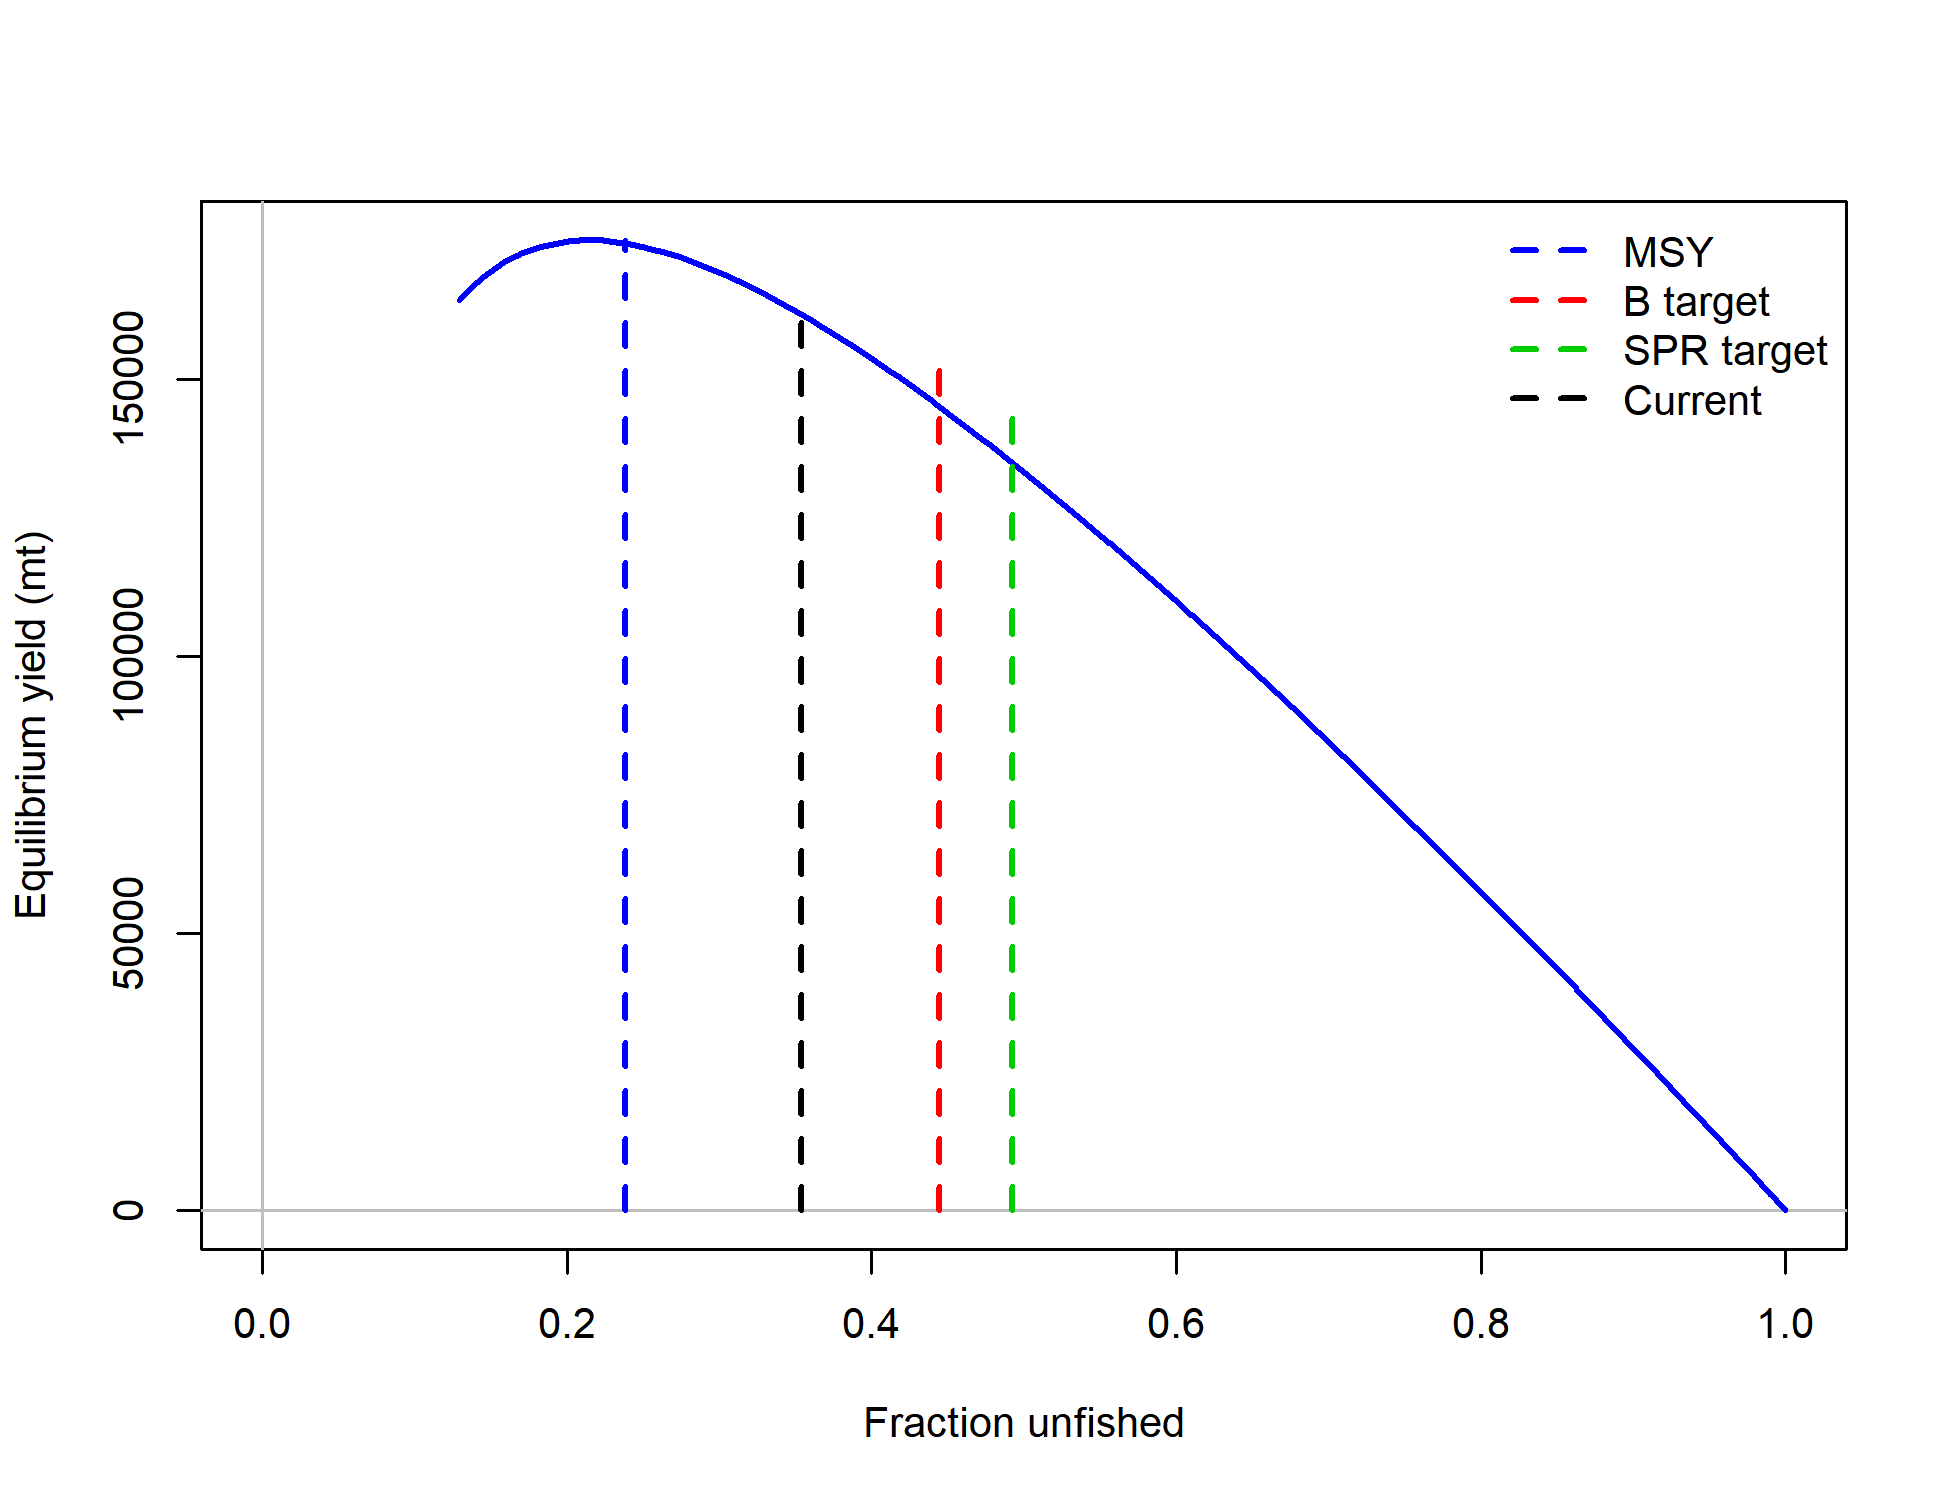 MSY
B target
SPR target
Current
Equilibrium yield (mt)
150000
100000
50000
0
0.0 0.2 0.4 0.6 0.8 1.0
Fraction unfished